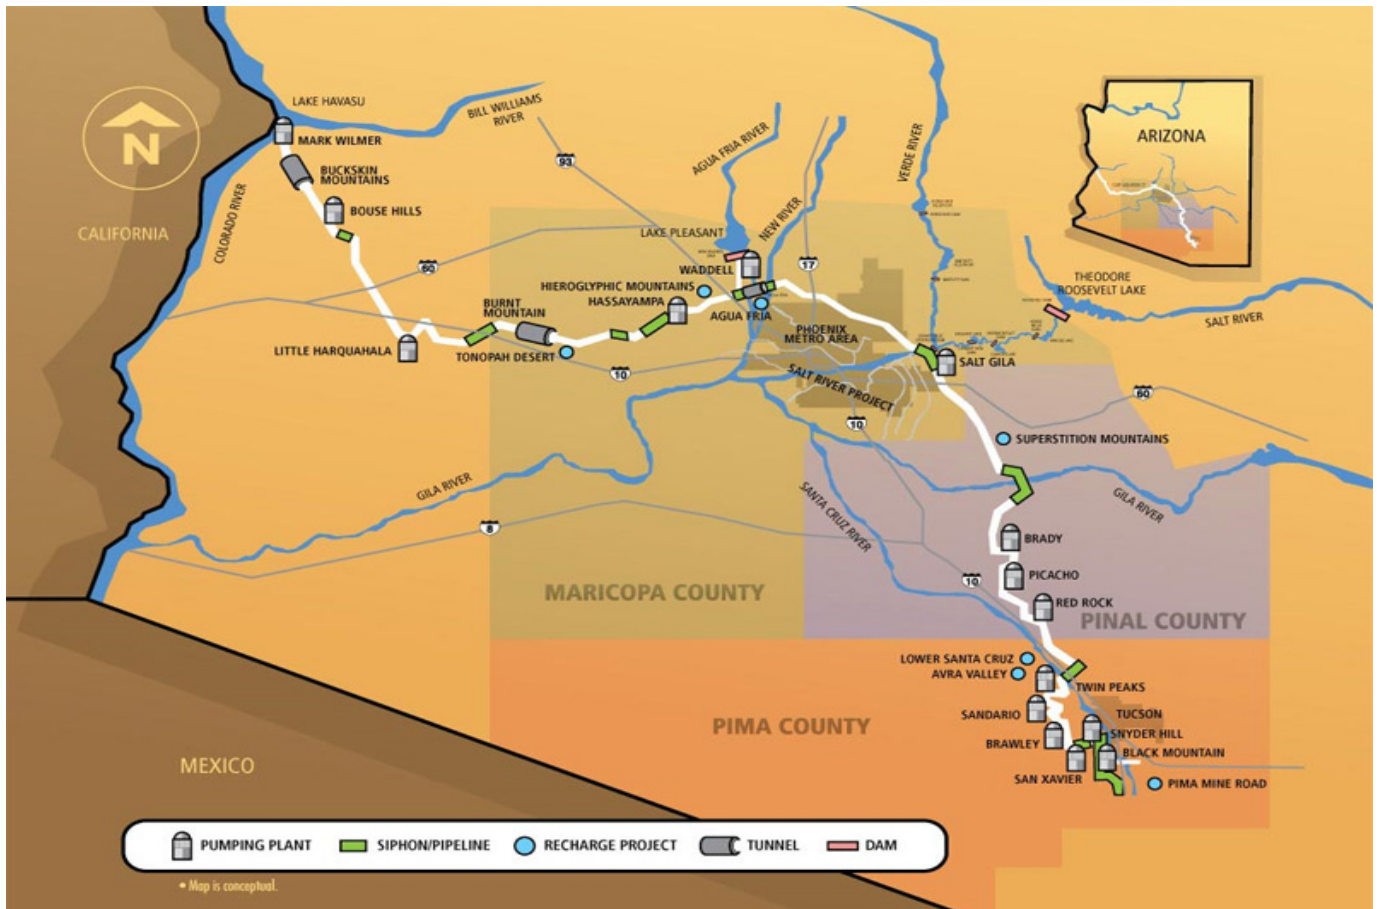 LAKE HAVASU
BILL WILLIAMS
RIVER
MARK WILMER
BUCKSKIN
MOUNTAINS
BOUSE HILLS
COLORADO RIVER
CALIFORNIA
N
93
60
AGUA FRIA RIVER
NEW RIVER
VERDE RIVER
ARIZONA
LAKE PLEASANT
WADDELL
17
HIEROGLYPHIC MOUNTAINS
HASSAYAMPA
AGUA FRIA
BURNT
MOUNTAIN
LITTLE HARQUAHALA
TONOPAH DESERT
10
PHOENIX
METRO AREA
SALT RIVER PROJECT
10
SALT GILA
THEODORE
ROOSEVELT LAKE
SALT RIVER
60
SUPERSTITION MOUNTAINS
GILA RIVER
GILA RIVER
8
SANTA CRUZ RIVER
BRADY
PICACHO
10
RED ROCK
MARICOPA COUNTY
PINAL COUNTY
LOWER SANTA CRUZ
AVRA VALLEY
TWIN PEAKS
SANDARIO
TUCSON
SNYDER HILL
BRAWLEY
BLACK MOUNTAIN
SAN XAVIER
PIMA MINE ROAD
PIMA COUNTY
MEXICO
PUMPING PLANT
SIPHON/PIPELINE
RECHARGE PROJECT
TUNNEL
DAM
• Map is conceptual.